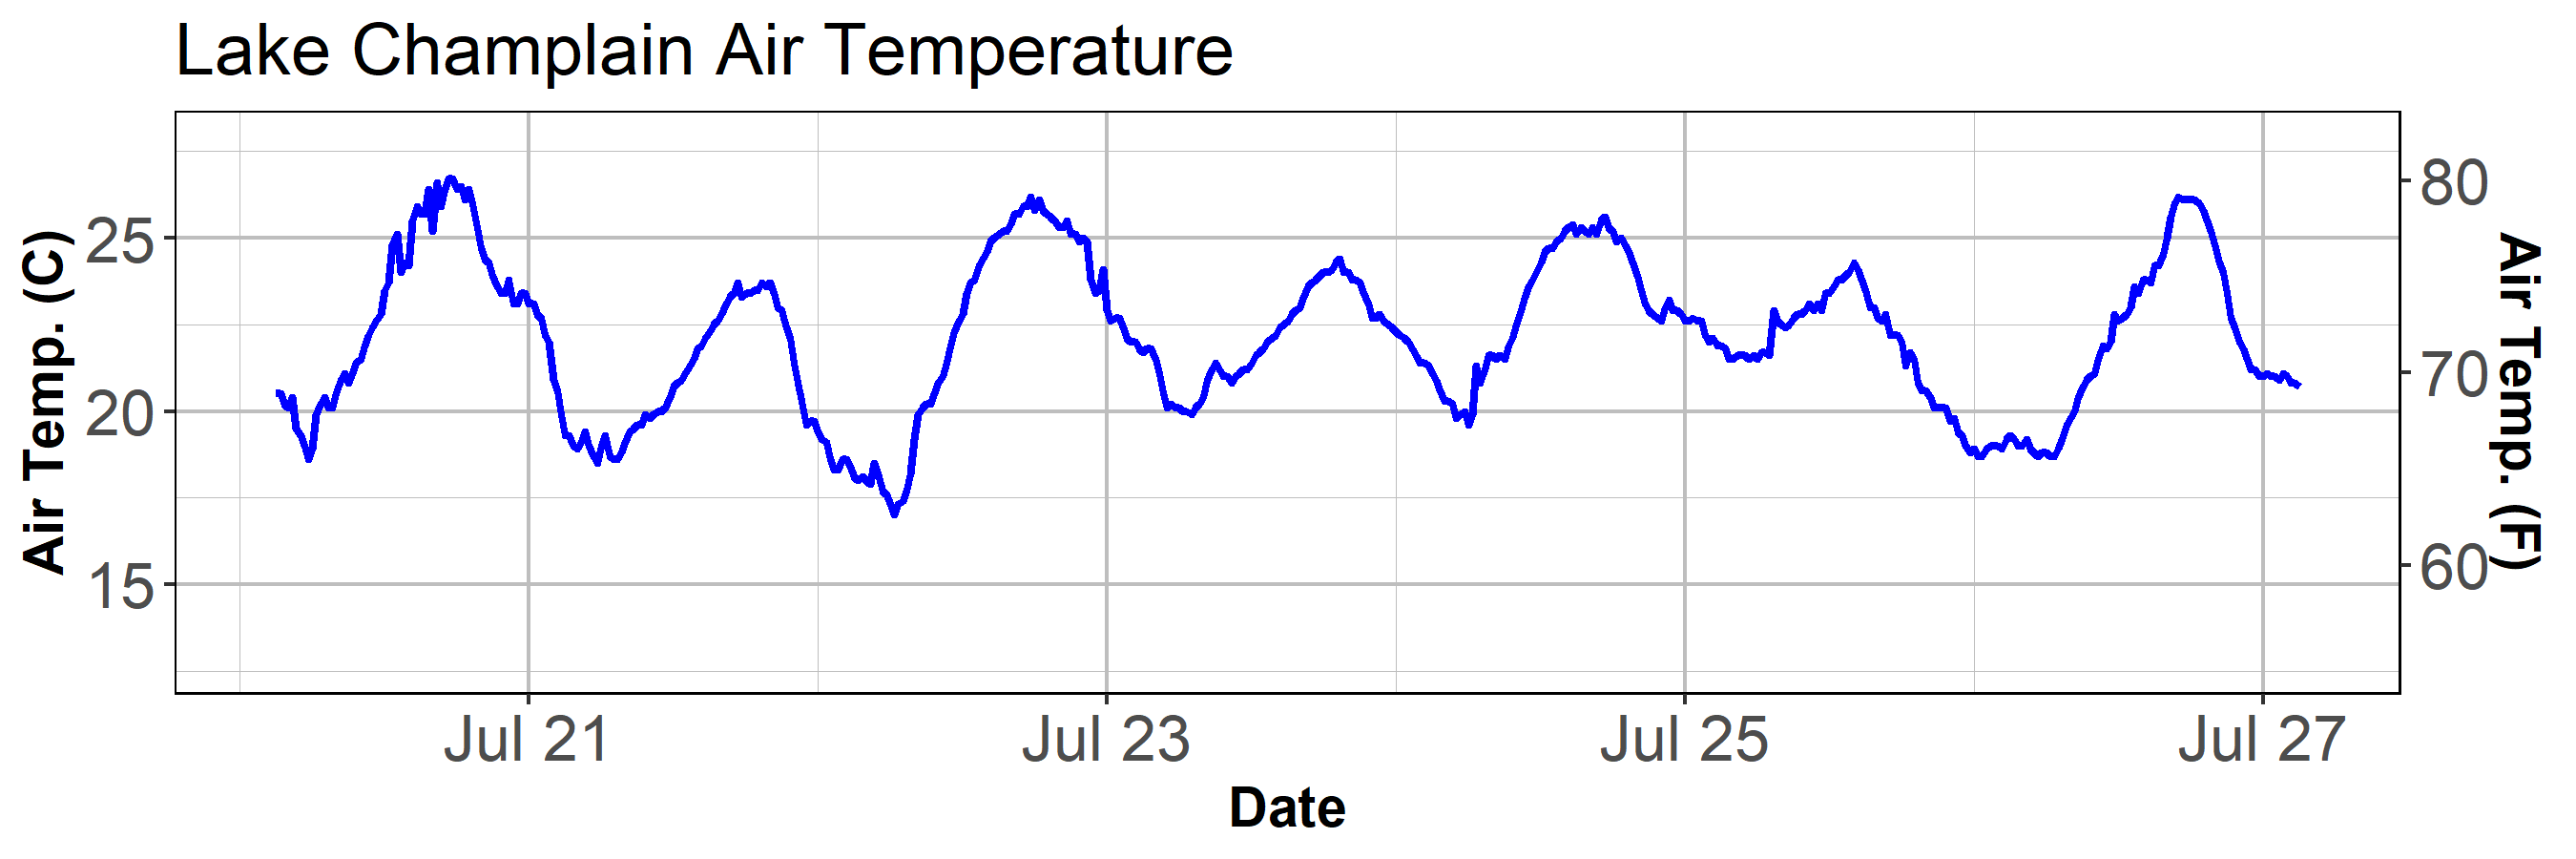 Lake Champlain Air Temperature
Air Temp. (C)
25
20
15
80
70
60
Air Temp. (F)
Jul 21
Jul 23
Jul 25
Jul 27
Date